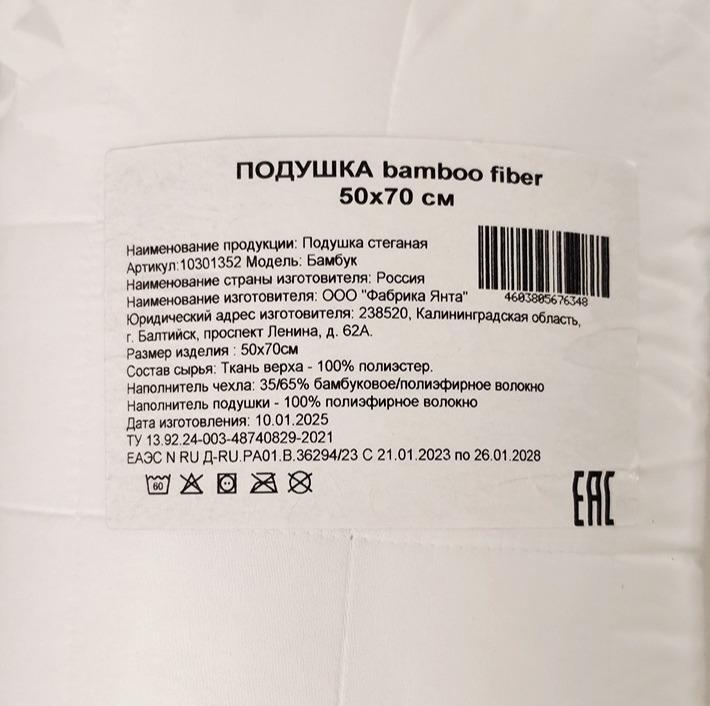 ПОДУШКА bamboo fiber
50х70 см
Наименование продукции: Подушка стеганая
Артикул:10301352 Модель: Бамбук
Наименование страны изготовителя: Россия
Наименование изготовителя: ООО "Фабрика Янта"
4603805676348
Юридический адрес изготовителя: 238520, Калининградская область,
г. Балтийск, проспект Ленина, д. 62А.
Размер изделия : 50х70см
Состав сырья: Ткань верха - 100% полиэстер.
Наполнитель чехла: 35/65% бамбуковое/полиэфирное волокно
Наполнитель подушки - 100% полиэфирное волокно
Дата изготовления: 10.01.2025
ТУ 13.92.24-003-48740829-2021
ЕАЭС N RU Д-RU.РА01.В.36294/23 С 21.01.2023 по 26.01.2028
60
ЕАС